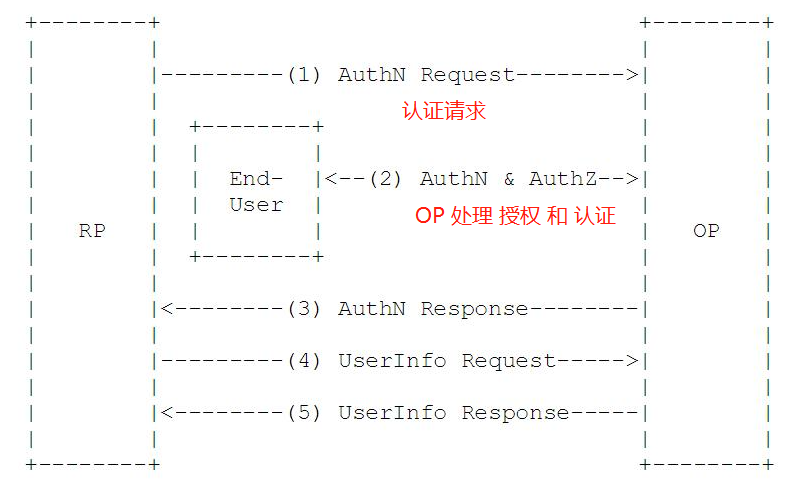 (1) AuthN Request
认证请求
End-
(2) AuthN & AuthZ
User
OP 处理 授权 和 认证
RP
OP
(3) AuthN Response
(4) UserInfo Request
(5) UserInfo Response